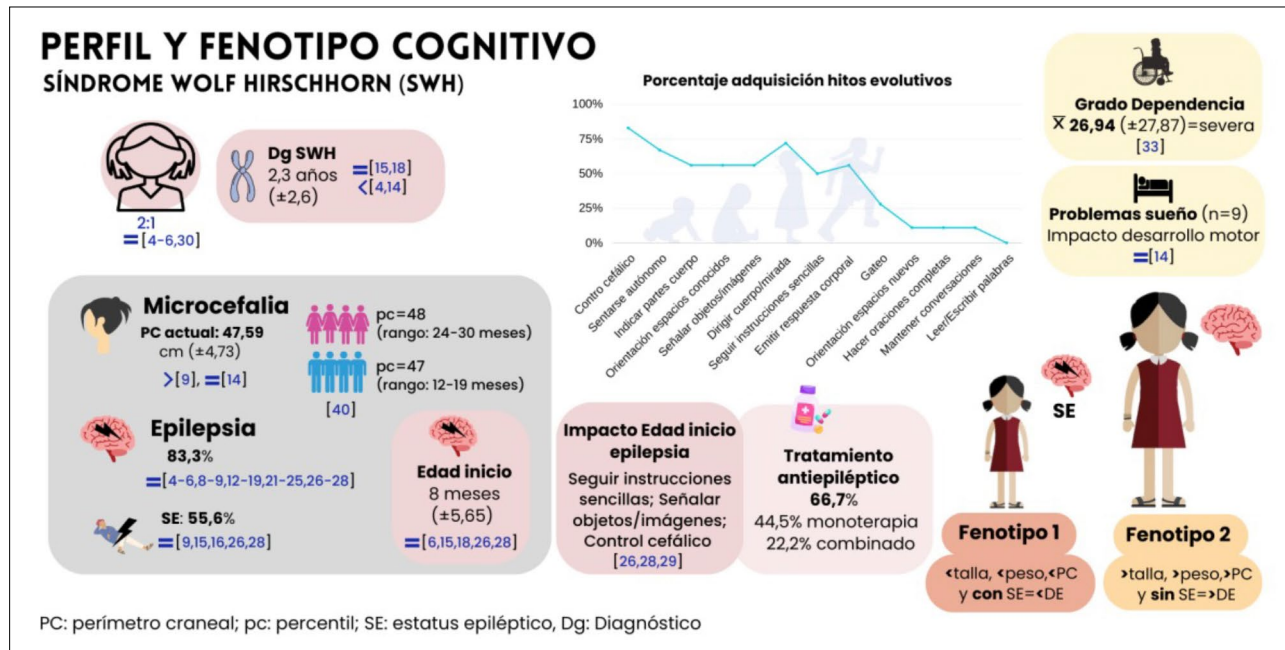 PERFIL Y FENOTIPO COGNITIVO
SÍNDROME WOLF HIRSCHHORN (SWH)
2:1
=[4-6,30]
Dg SWH
2,3 años
(±2,6)
=[15,18]
<[4,14]
Porcentaje adquisición hitos evolutivos
100%
75%
50%
25%
0%
Contro cefálico
Sentarse autónomo
Indicar partes cuerpo
Orientación espacios conocidos
Señalar objetos/imágenes
Dirigir cuerpo/mirada
Seguir instrucciones sencillas
Emitir respuesta corporal
Gateo
Orientación espacios nuevos
Hacer oraciones completas
Mantener conversaciones
Leer/Escribir palabras
Grado Dependencia
X̅ 26,94 (±27,87)=severa
[33]
Problemas sueño (n=9)
Impacto desarrollo motor
=[14]
Microcefalia
PC actual: 47,59
cm (±4,73)
>[9], =[14]
pc=48
(rango: 24-30 meses)
pc=47
(rango: 12-19 meses)
[40]
Epilepsia
83,3%
=[4-6,8-9,12-19,21-25,26-28]
SE: 55,6%
=[9,15,16,26,28]
Edad inicio
8 meses
(±5,65)
=[6,15,18,26,28]
Impacto Edad inicio
epilepsia
Seguir instrucciones
sencillas; Señalar
objetos/imágenes;
Control cefálico
[26,28,29]
Tratamiento
antiepiléptico
66,7%
44,5% monoterapia
22,2% combinado
SE
Fenotipo 1
<talla, <peso,<PC
y con SE=<DE
Fenotipo 2
>talla, >peso,>PC
y sin SE=>DE
PC: perímetro craneal; pc: percentil; SE: estatus epiléptico, Dg: Diagnóstico